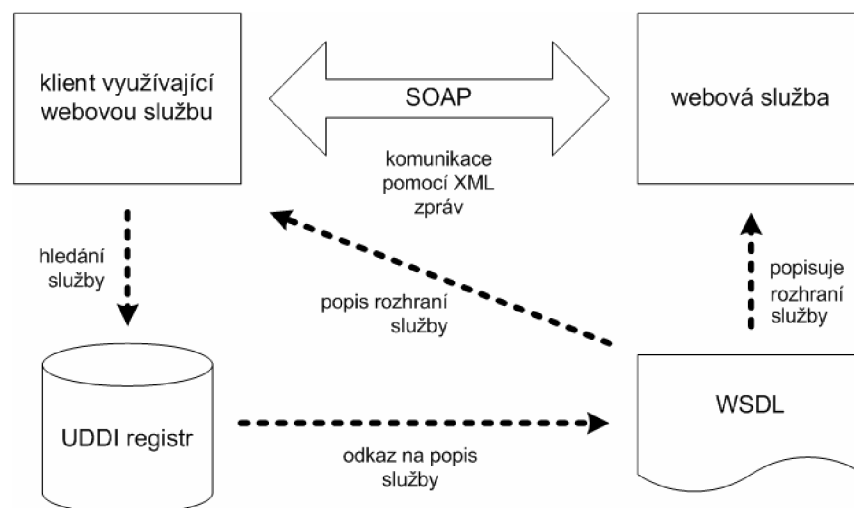 klient využívající
webovou službu
SOAP
webová služba
komunikace
pomocí XML
zpráv
hledání
služby
popis rozhraní
služby
popisuje
rozhraní
služby
UDDI registr
odkaz na popis
služby
WSDL